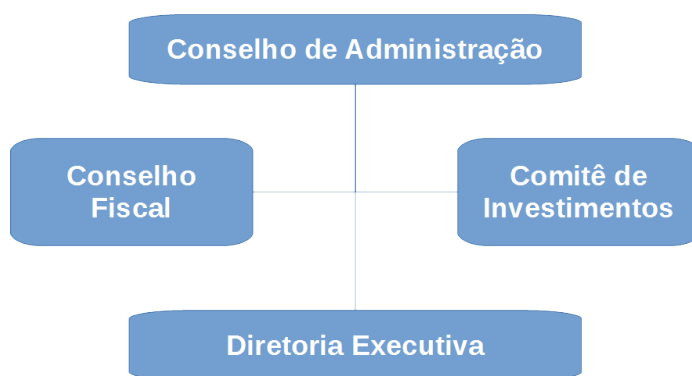 Conselho de Administração
Conselho
Fiscal
Comitê de
Investimentos
Diretoria Executiva